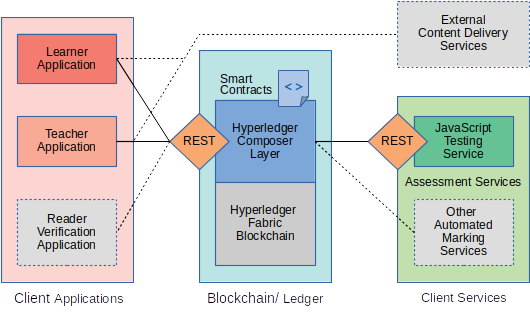 Learner
Application
Teacher
Application
Reader
Verification
Application
Client Applications
Smart
Contracts
< >
REST
Hyperledger
Composer
Layer
Hyperledger
Fabric
Blockchain
Blockchain/ Ledger
External
Content Delivery
Services
REST
JavaScript
Testing
Service
Assessment Services
Other
Automated
Marking
Services
Client Services